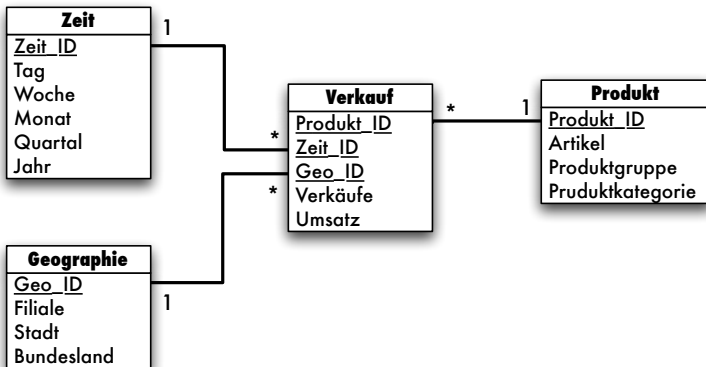 Zeit
Zeit_ID
Tag
Woche
Monat
Quartal
Jahr
1
*
Verkauf
Produkt_ID
Zeit_ID
Geo_ID
Verkäufe
Umsatz
*
1
Produkt
Produkt_ID
Artikel
Produktgruppe
Pruduktkategorie
*
1
Geographie
Geo_ID
Filiale
Stadt
Bundesland